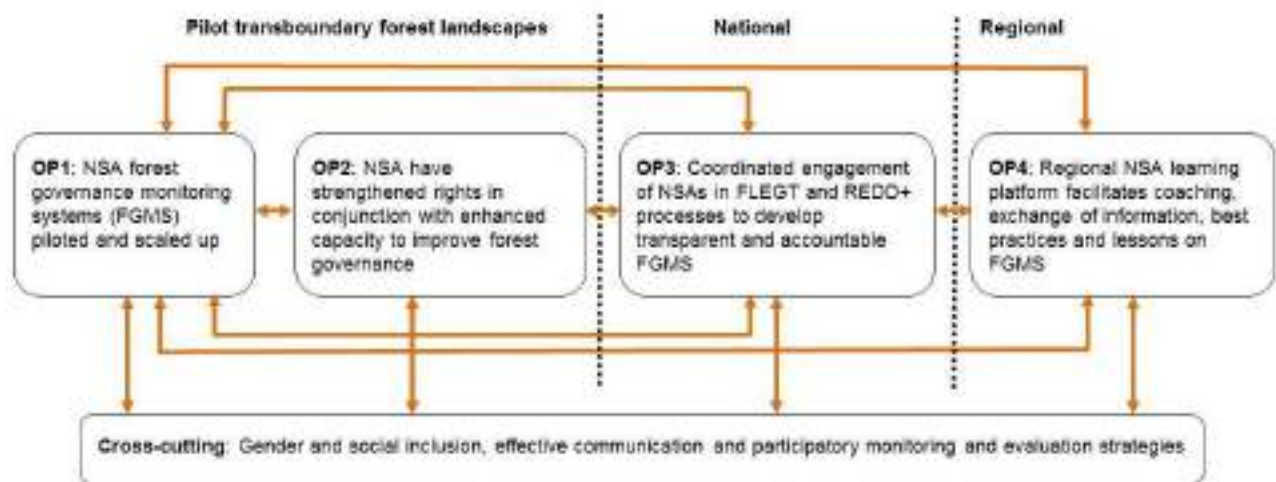 Pilot transboundary forest landscapes
National
Regional
OP1: NSA forest
governance monitoring
systems (FGMS)
piloted and scaled up
OP2: NSA have
strengthened rights in
conjunction with enhanced
capacity to improve forest
governance
OP3: Coordinated engagement
of NSAs in FLEGT and REDD+
processes to develop
transparent and accountable
FGMS
OP4: Regional NSA learning
platform facilitates coaching,
exchange of information, best
practices and lessons on
FGMS
Cross-cutting: Gender and social inclusion, effective communication and participatory monitoring and evaluation strategies